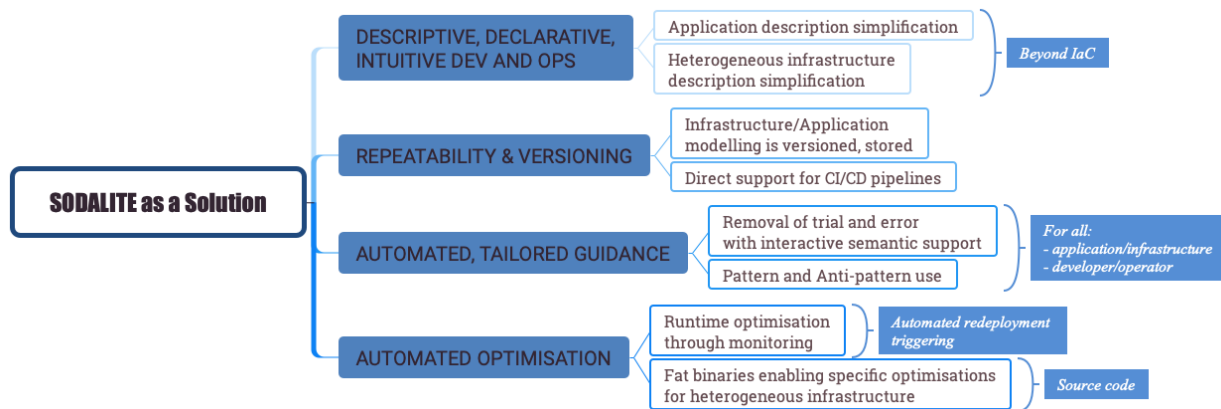 SODALITE as a Solution
DESCRIPTIVE, DECLARATIVE,
INTUITIVE DEV AND OPS
Application description simplification
Heterogeneous infrastructure
description simplification
Beyond IaC
REPEATABILITY & VERSIONING
Infrastructure/Application
modelling is versioned, stored
Direct support for CI/CD pipelines
AUTOMATED, TAILORED GUIDANCE
Removal of trial and error
with interactive semantic support
Pattern and Anti-pattern use
For all:
- application/infrastructure
- developer/operator
AUTOMATED OPTIMISATION
Runtime optimisation
through monitoring
Automated redeployment
triggering
Fat binaries enabling specific optimisations
for heterogeneous infrastructure
Source code